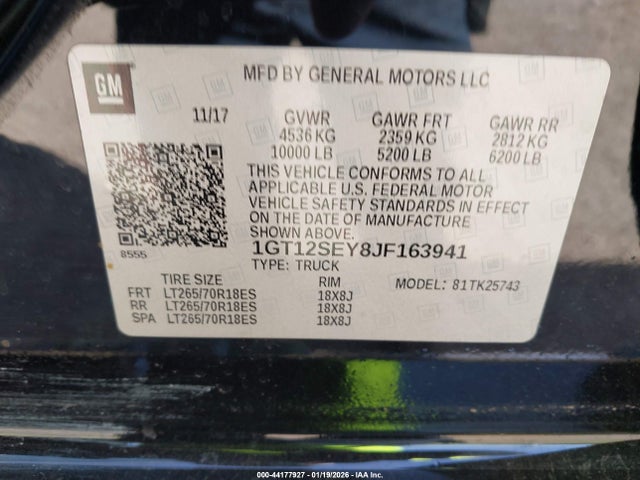 GM
MFD BY GENERAL MOTORS LLC
11/17 GVWR GAWR FRT GAWR RR
4536 KG 2359 KG 2812 KG
10000 LB 5200 LB 6200 LB
THIS VEHICLE CONFORMS TO ALL
APPLICABLE U.S. FEDERAL MOTOR
VEHICLE SAFETY STANDARDS IN EFFECT
ON THE DATE OF MANUFACTURE
SHOWN ABOVE.
8555
1GT12SEY8JF163941
TYPE: TRUCK
TIRE SIZE RIM MODEL: 81TK25743
FRT LT265/70R18ES 18X8J
RR LT265/70R18ES 18X8J
SPA LT265/70R18ES 18X8J
000-44177927 - 01/19/2026 - IAA Inc.